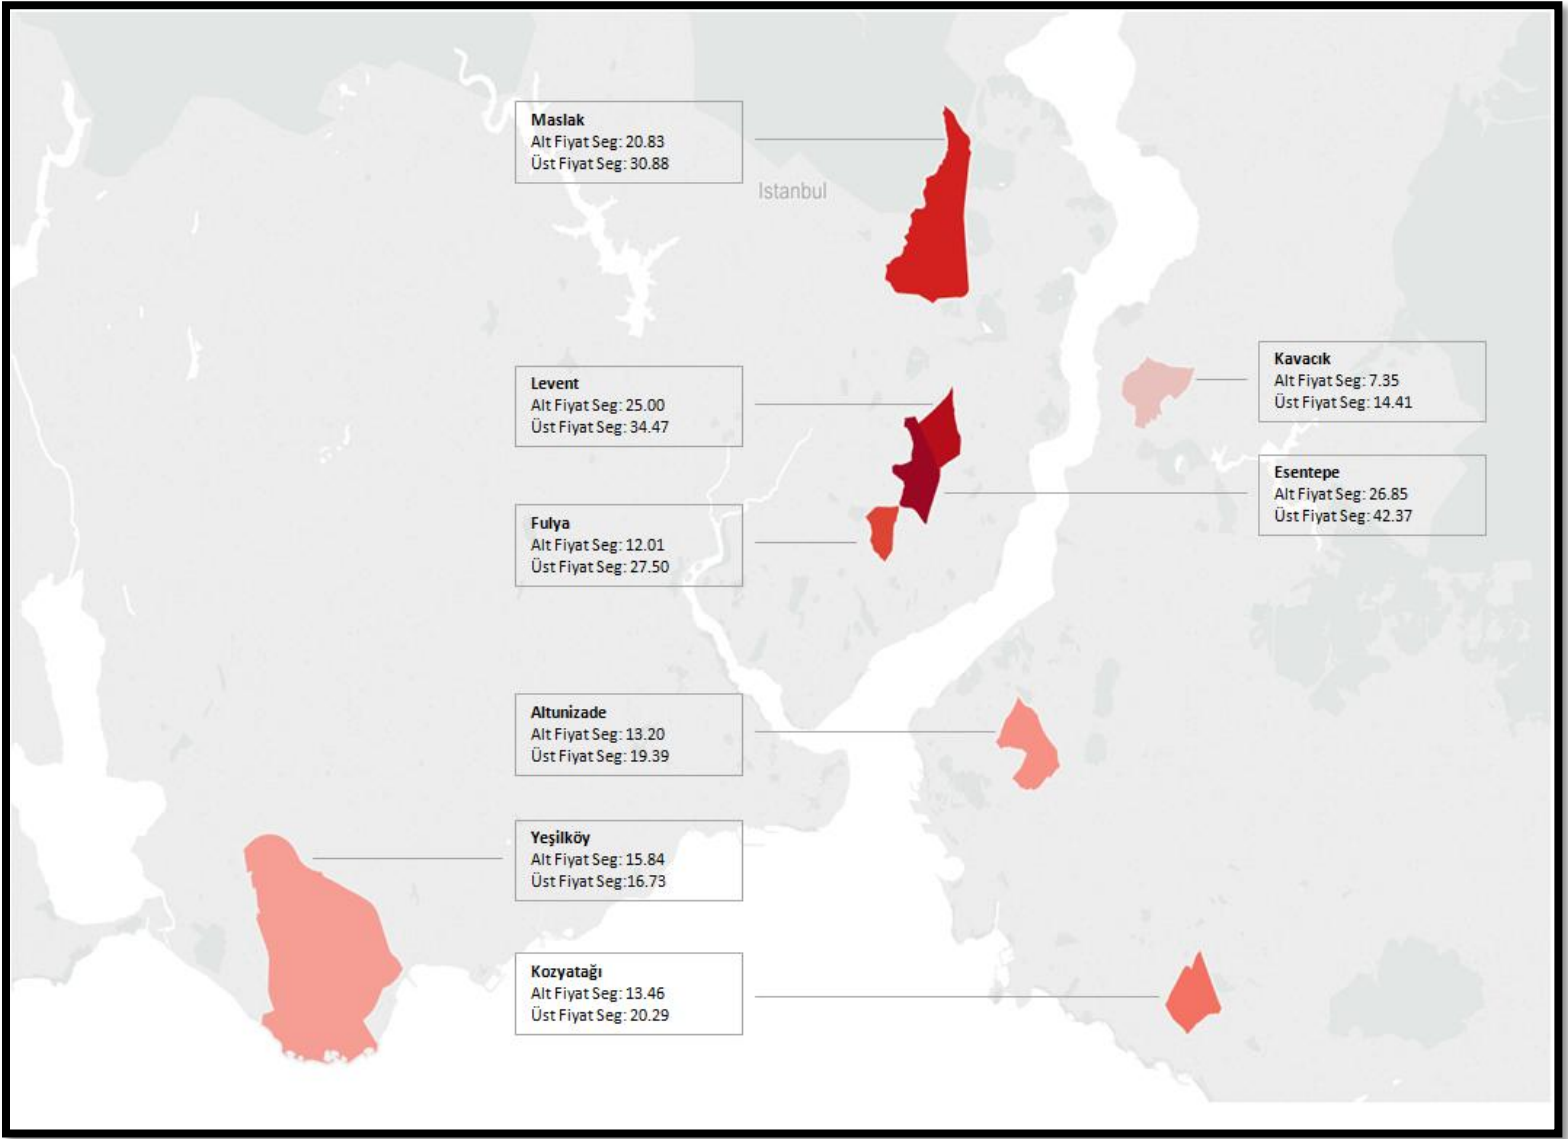 Maslak
Alt Fiyat Seg: 20.83
Üst Fiyat Seg: 30.88
Istanbul
Kavacık
Alt Fiyat Seg: 7.35
Üst Fiyat Seg: 14.41
Levent
Alt Fiyat Seg: 25.00
Üst Fiyat Seg: 34.47
Esentepe
Alt Fiyat Seg: 26.85
Üst Fiyat Seg: 42.37
Fulya
Alt Fiyat Seg: 12.01
Üst Fiyat Seg: 27.50
Altunizade
Alt Fiyat Seg: 13.20
Üst Fiyat Seg: 19.39
Yeşilköy
Alt Fiyat Seg: 15.84
Üst Fiyat Seg:16.73
Kozyatağı
Alt Fiyat Seg: 13.46
Üst Fiyat Seg: 20.29